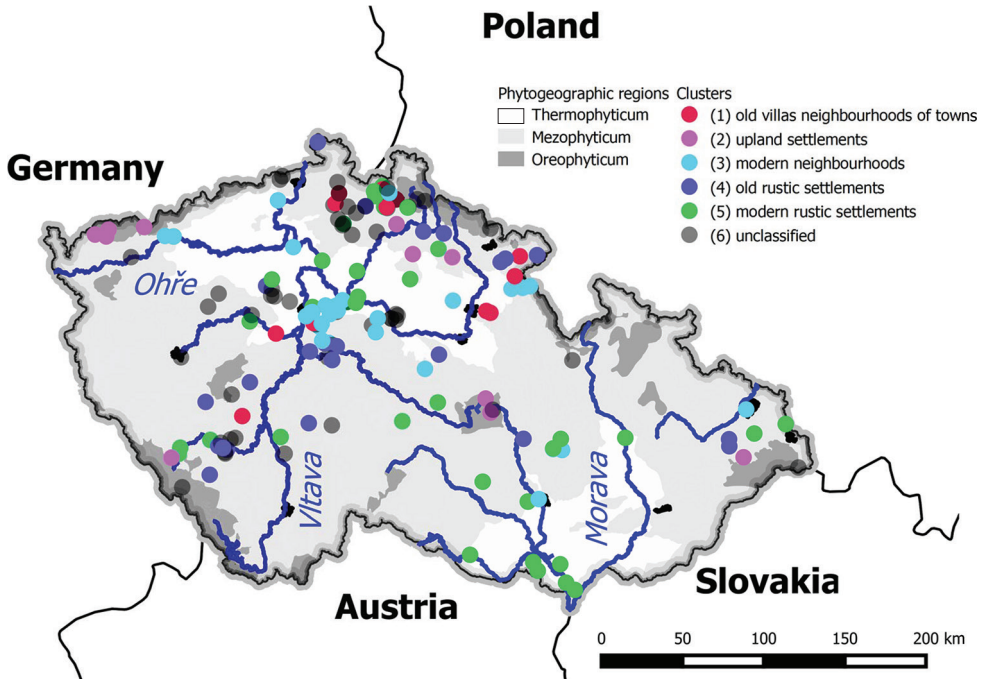 Poland
Germany
Phytogeographic regions
Thermophyticum
Mezophyticum
Oreophyticum
Clusters
(1) old villas neighbourhoods of towns
(2) upland settlements
(3) modern neighbourhoods
(4) old rustic settlements
(5) modern rustic settlements
(6) unclassified
Ohře
Vltava
Morava
Austria
Slovakia
0 50 100 150 200 km